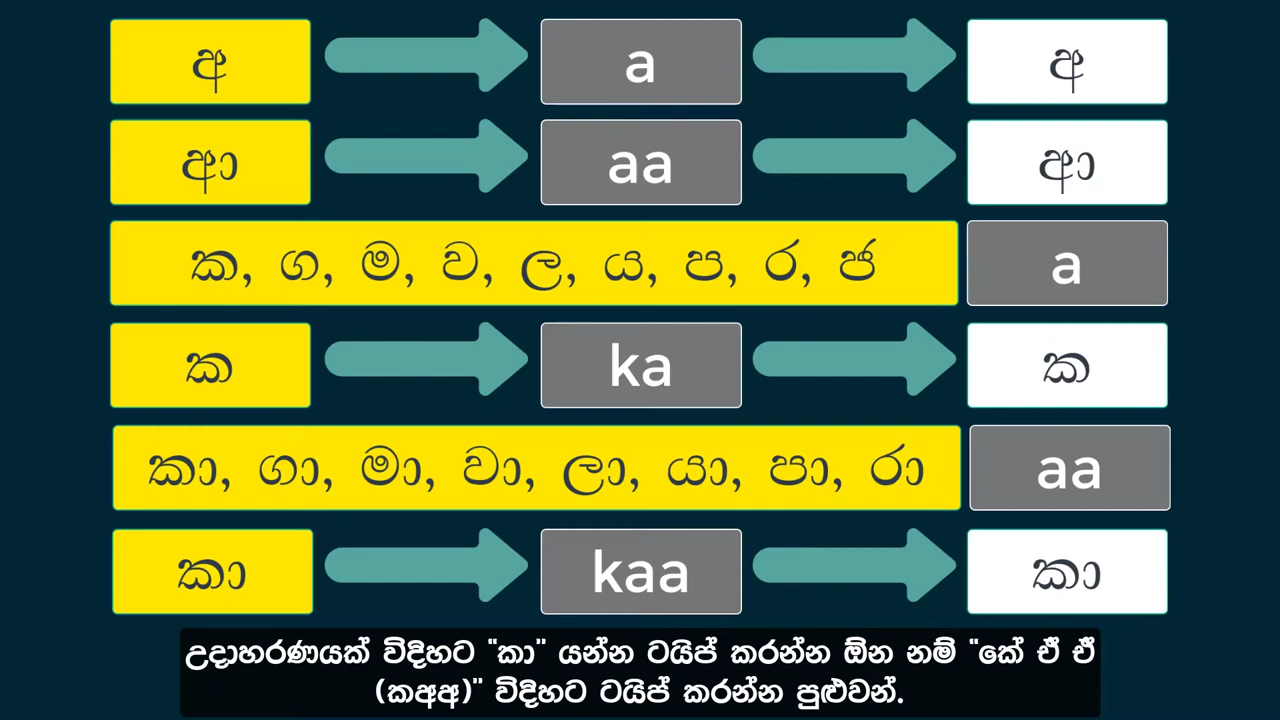 අ a අ
ආ aa ආ
ක, ග, ම, ව, ල, ය, ප, ර, ජ a
ක ka ක
කා, ගා, මා, වා, ලා, යා, පා, රා aa
කා kaa කා
උදාහරණයක් විදිහට “කා” යන්න ටයිප් කරන්න ඕන නම් “කේ ඒ ඒ
(කඅඅ)” විදිහට ටයිප් කරන්න පුළුවන්.